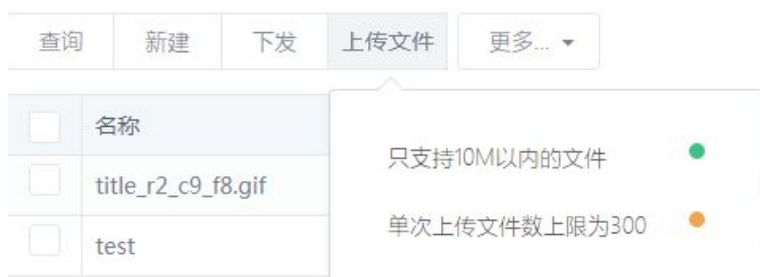 查询 新建 下发 上传文件 更多...
名称
只支持10M以内的文件
title_r2_c9_f8.gif
单次上传文件数上限为300
test